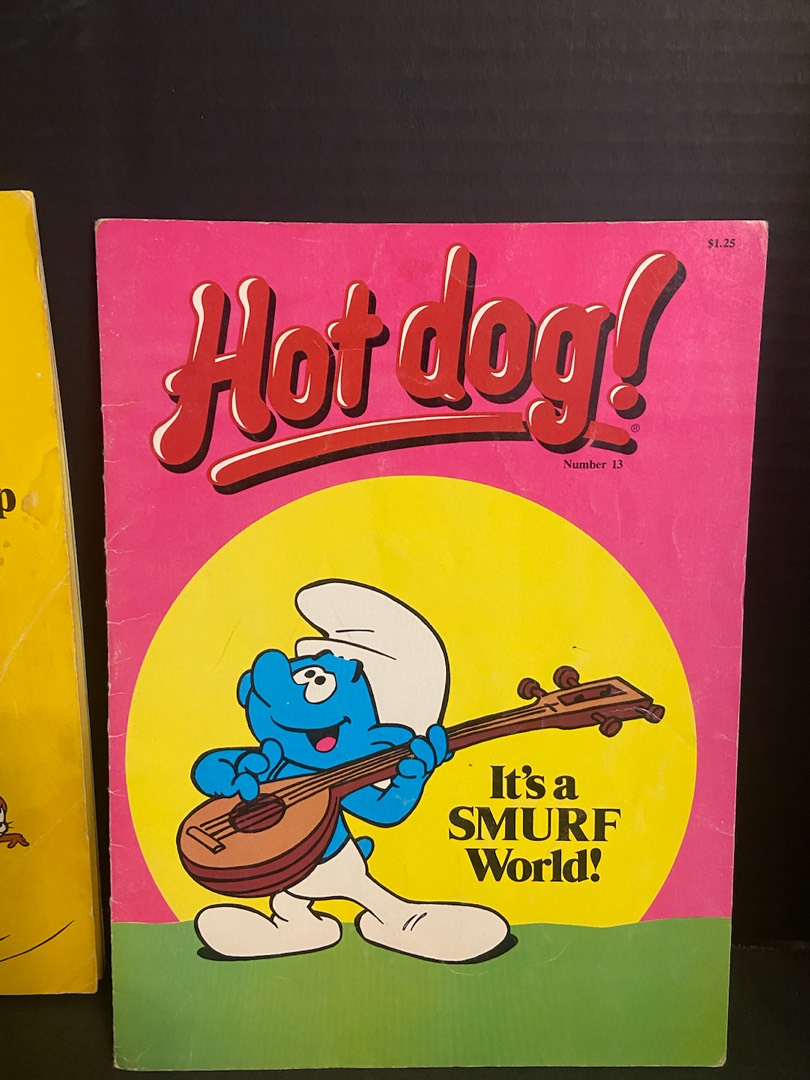 $1.25
Hot dog!
®
Number 13
p
It's a
SMURF
World!